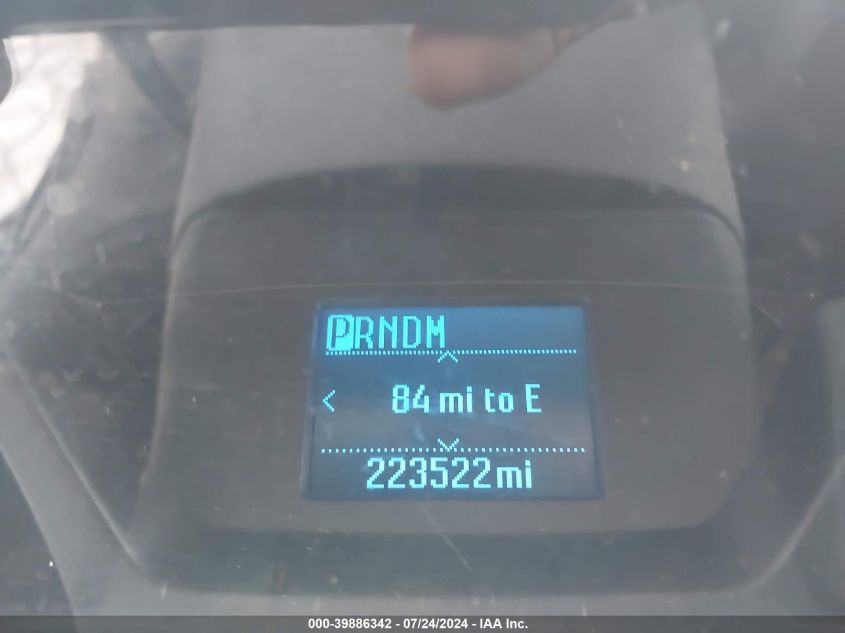 PRNDM
84 mi to E
223522mi
000-39886342 - 07/24/2024 - IAA Inc.